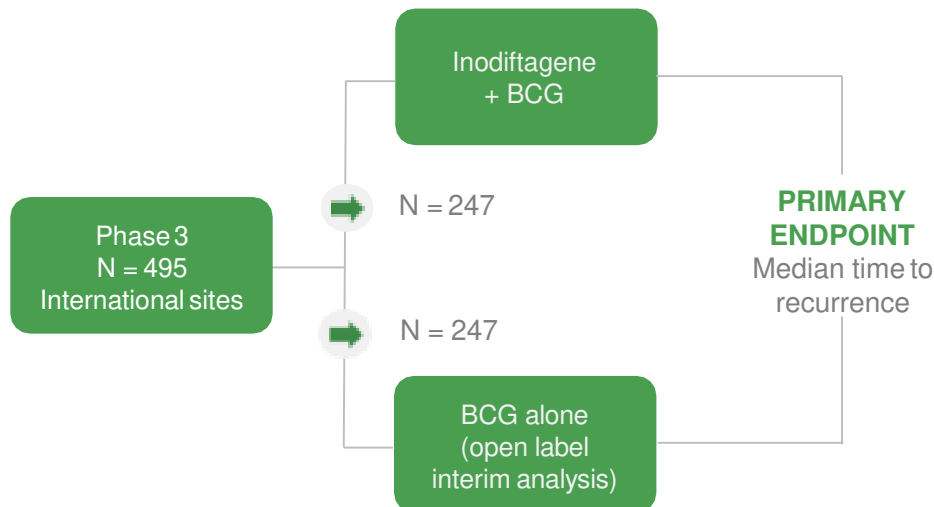 Inodiftagene
+ BCG
N = 247
Phase 3
N = 495
International sites
PRIMARY
ENDPOINT
Median time to
recurrence
N = 247
BCG alone
(open label
interim analysis)